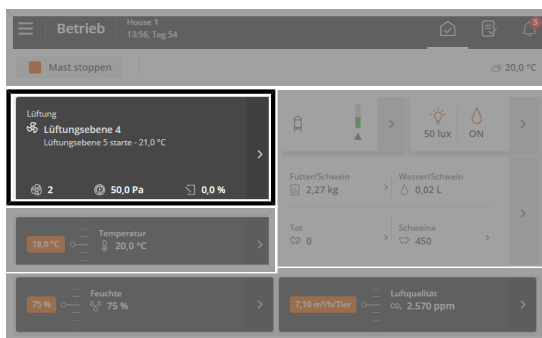 Betrieb
House 1
13:56, Tag 54
5
Mast stoppen
20,0 °C
Lüftung
Lüftungsebene 4
Lüftungsebene 5 starte - 21,0 °C
2
50,0 Pa
0,0 %
50 lux
ON
Futter/Schwein
2,27 kg
Wasser/Schwein
0,02 L
Tot
0
Schweine
450
18,0 °C
Temperatur
20,0 °C
75 %
Feuchte
75 %
7,10 m³/h/Tier
Luftqualität
CO₂ 2.570 ppm